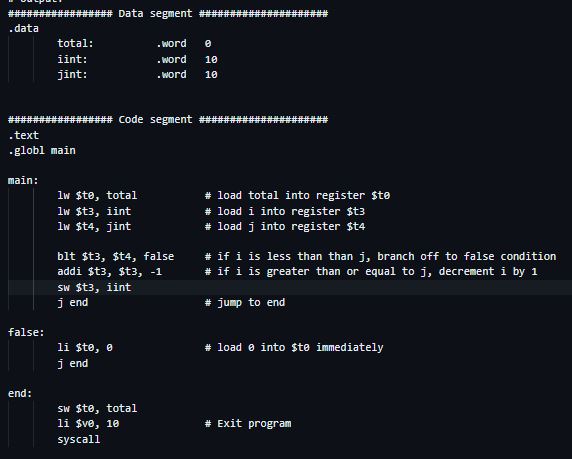 ################# Data segment #####################
.data
total: .word 0
iint: .word 10
jint: .word 10
################# Code segment #####################
.text
.globl main
main:
lw $t0, total # load total into register $t0
lw $t3, iint # load i into register $t3
lw $t4, jint # load j into register $t4
blt $t3, $t4, false # if i is less than than j, branch off to false condition
addi $t3, $t3, -1 # if i is greater than or equal to j, decrement i by 1
sw $t3, iint
j end # jump to end
false:
li $t0, 0 # load 0 into $t0 immediately
j end
end:
sw $t0, total
li $v0, 10 # Exit program
syscall